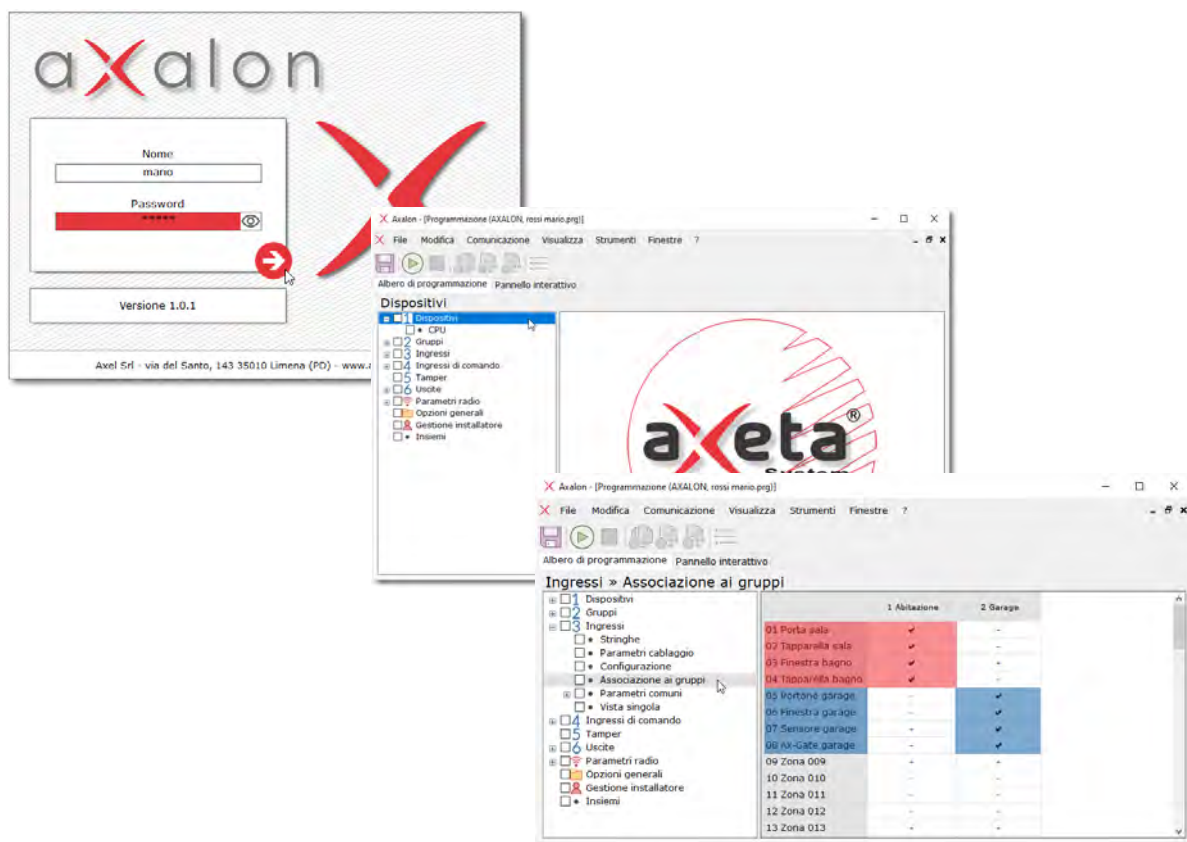 axalon
Nome
mario
Password
*****
Versione 1.0.1
Axel Srl - via del Santo, 143 35010 Limena (PD) - www.a
Axalon - [Programmazione (AXALON, rossi mario.prg)]
File Modifica Comunicazione Visualizza Strumenti Finestre ?
Albero di programmazione Pannello interattivo
Dispositivi
1 Dispositivi
CPU
2 Gruppi
3 Ingressi
4 Ingressi di comando
5 Tamper
6 Uscite
Parametri radio
Opzioni generali
Gestione installatore
Insiemi
axeta®
System
Axalon - [Programmazione (AXALON, rossi mario.prg)]
File Modifica Comunicazione Visualizza Strumenti Finestre ?
Albero di programmazione Pannello interattivo
Ingressi » Associazione ai gruppi
1 Dispositivi
2 Gruppi
3 Ingressi
Stringhe
Parametri cablaggio
Configurazione
Associazione ai gruppi
Parametri comuni
Vista singola
4 Ingressi di comando
5 Tamper
6 Uscite
Parametri radio
Opzioni generali
Gestione installatore
Insiemi
1 Abitazione 2 Garage
01 Porta sala ✔ -
02 Tapparella sala ✔ -
03 Finestra bagno ✔ -
04 Tapparella bagno ✔ -
05 Portone garage - ✔
06 Finestra garage - ✔
07 Sensore garage - ✔
08 Ax-Gate garage - ✔
09 Zona 009 - -
10 Zona 010 - -
11 Zona 011 - -
12 Zona 012 - -
13 Zona 013 - -